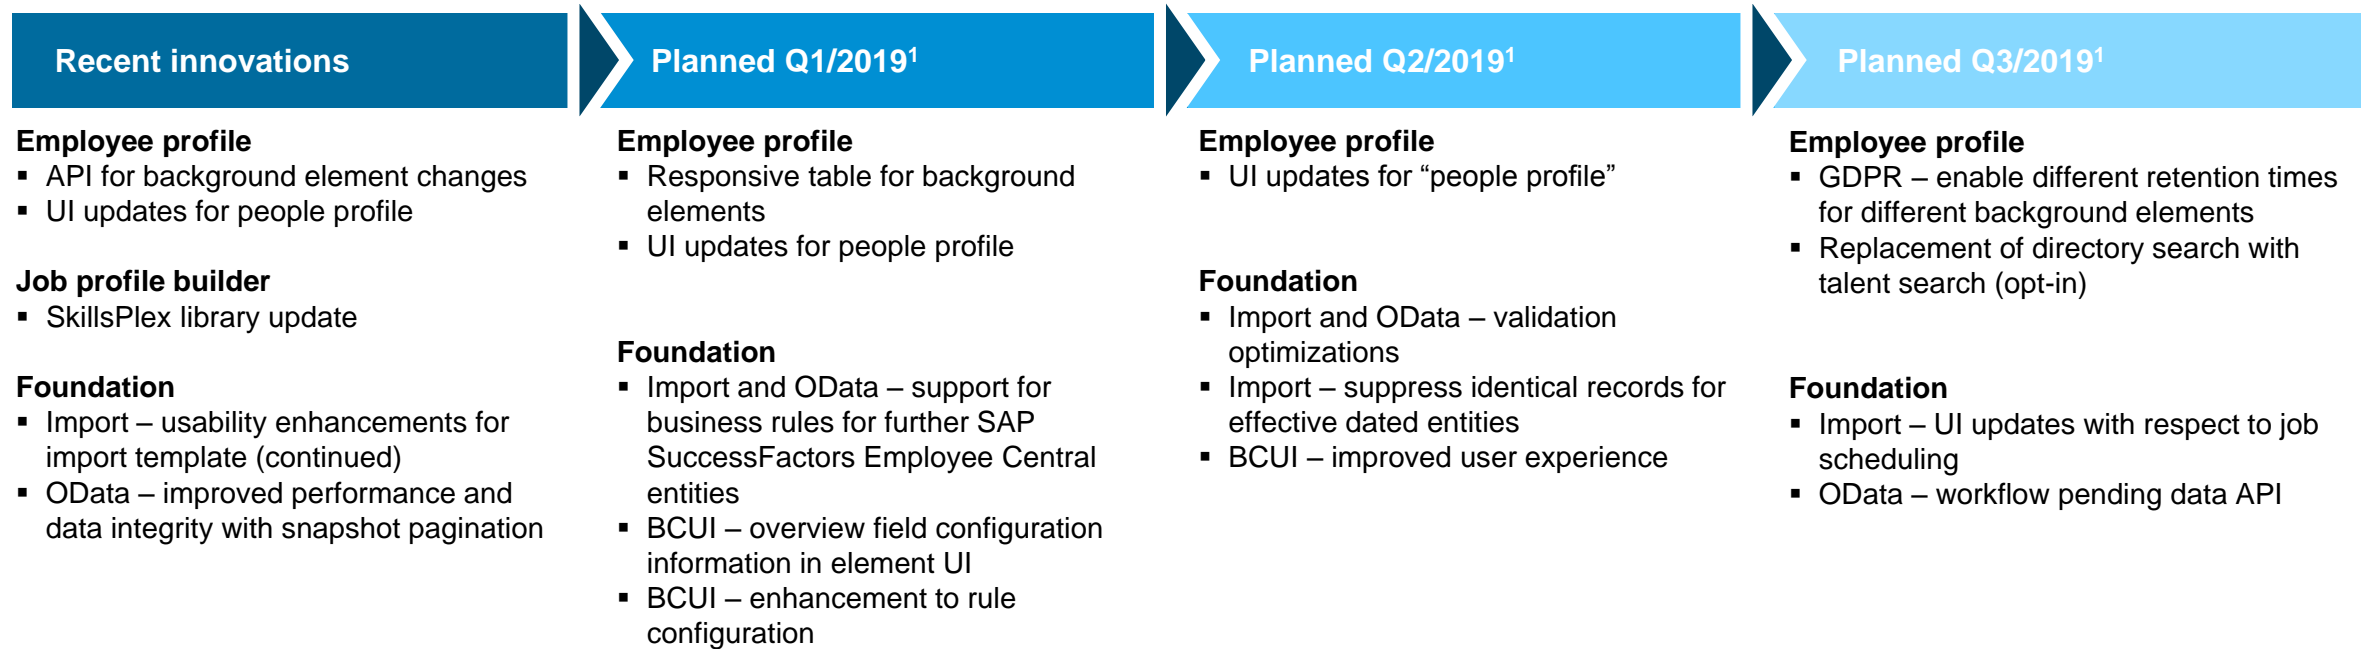 Recent innovations
Employee profile
▪ API for background element changes
▪ UI updates for people profile
Job profile builder
▪ SkillsPlex library update
Foundation
▪ Import – usability enhancements for
import template (continued)
▪ OData – improved performance and
data integrity with snapshot pagination
Planned Q1/2019¹
Employee profile
▪ Responsive table for background
elements
▪ UI updates for people profile
Foundation
▪ Import and OData – support for
business rules for further SAP
SuccessFactors Employee Central
entities
▪ BCUI – overview field configuration
information in element UI
▪ BCUI – enhancement to rule
configuration
Planned Q2/2019¹
Employee profile
▪ UI updates for “people profile”
Foundation
▪ Import and OData – validation
optimizations
▪ Import – suppress identical records for
effective dated entities
▪ BCUI – improved user experience
Planned Q3/2019¹
Employee profile
▪ GDPR – enable different retention times
for different background elements
▪ Replacement of directory search with
talent search (opt-in)
Foundation
▪ Import – UI updates with respect to job
scheduling
▪ OData – workflow pending data API